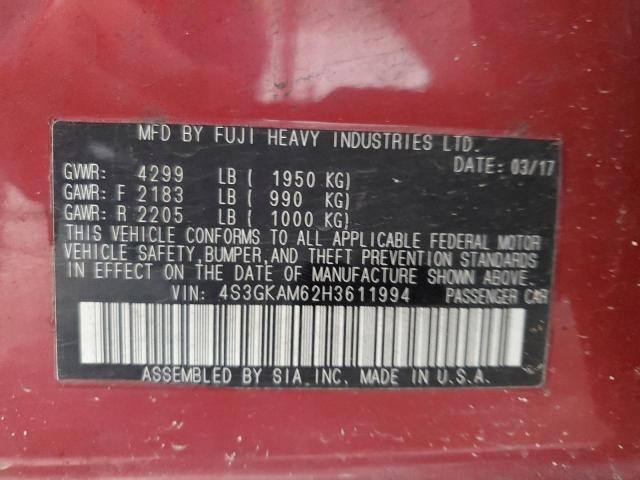 MFD BY FUJI HEAVY INDUSTRIES LTD.
DATE: 03/17
GVWR: 4299 LB ( 1950 KG)
GAWR: F 2183 LB ( 990 KG)
GAWR: R 2205 LB ( 1000 KG)
THIS VEHICLE CONFORMS TO ALL APPLICABLE FEDERAL MOTOR
VEHICLE SAFETY, BUMPER,AND THEFT PREVENTION STANDARDS
IN EFFECT ON THE DATE OF MANUFACTURE SHOWN ABOVE.
VIN: 4S3GKAM62H3611994 PASSENGER CAR
ASSEMBLED BY SIA.INC. MADE IN U.S.A.